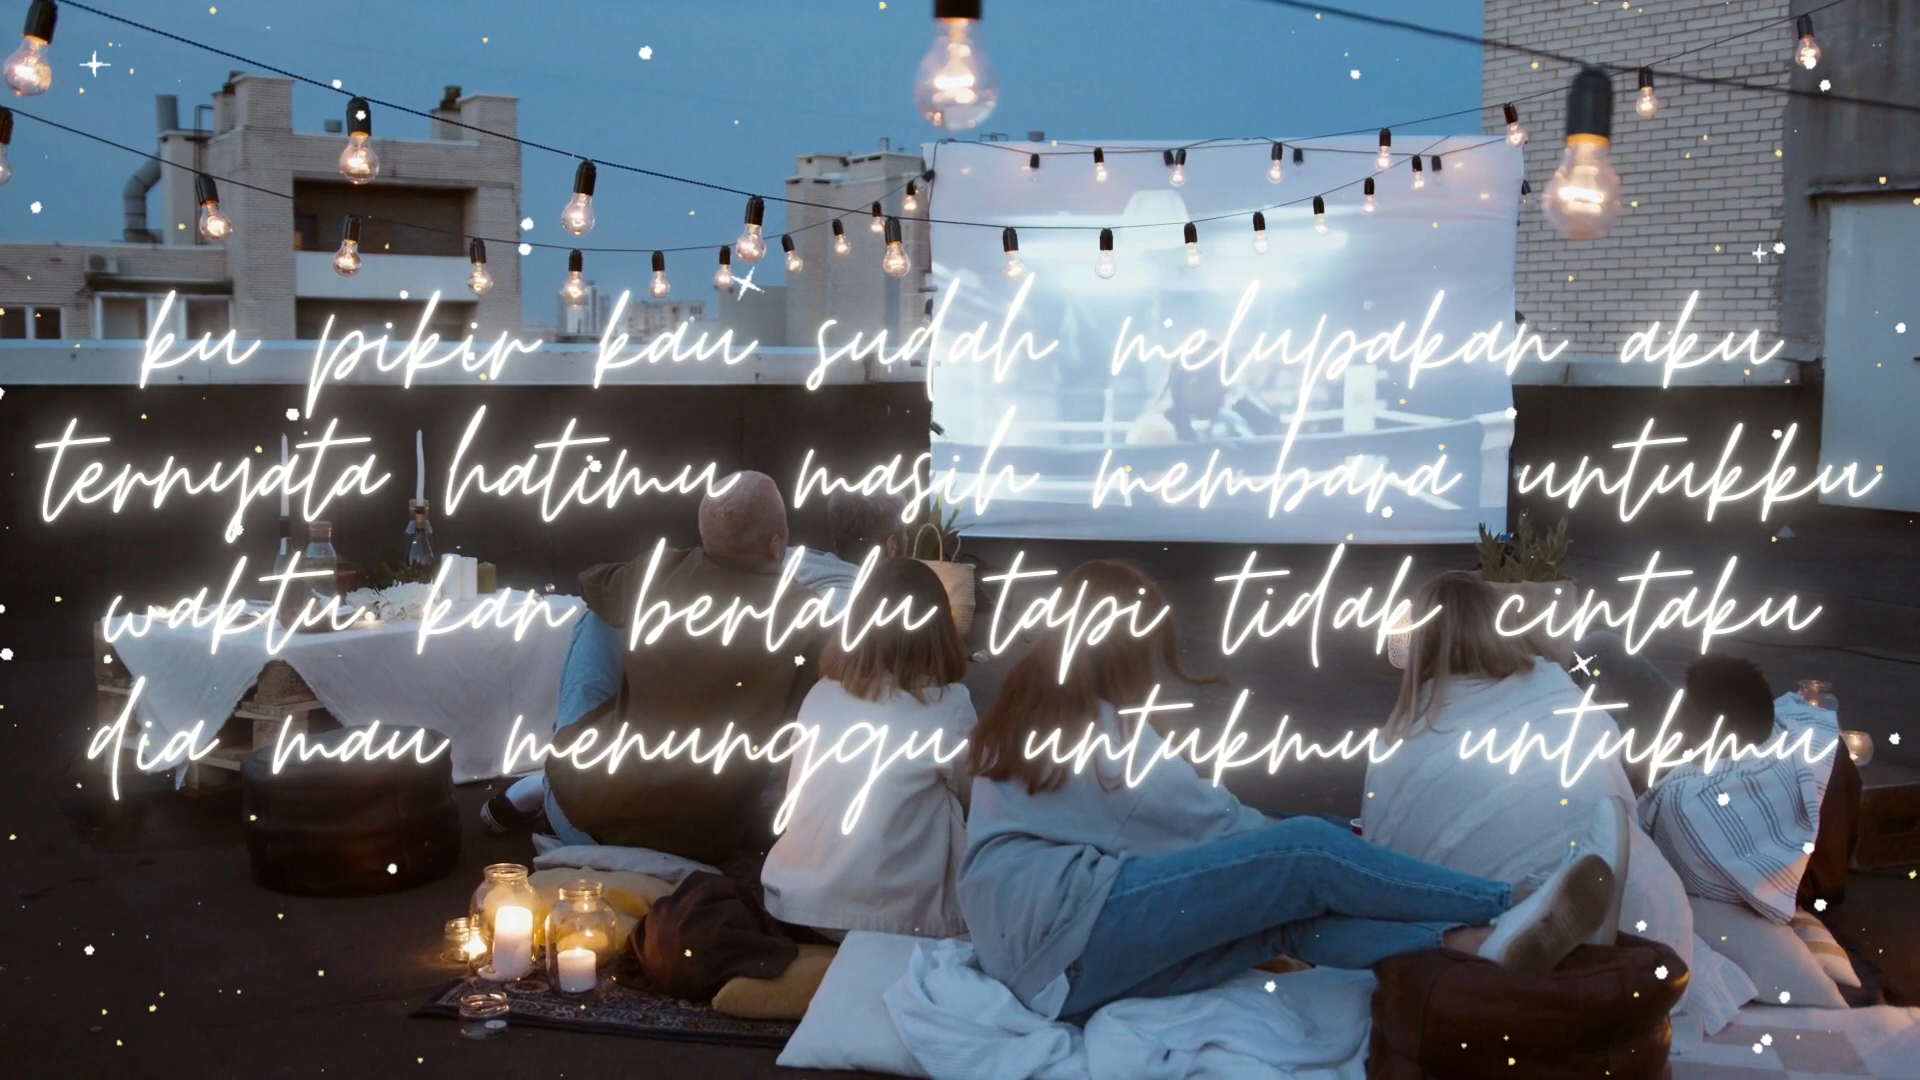 ku pikir kau sudah melupakan aku
ternyata hatimu masih membara untukku
waktu kan berlalu tapi tidak cintaku
dia mau menunggu untukmu untukmu